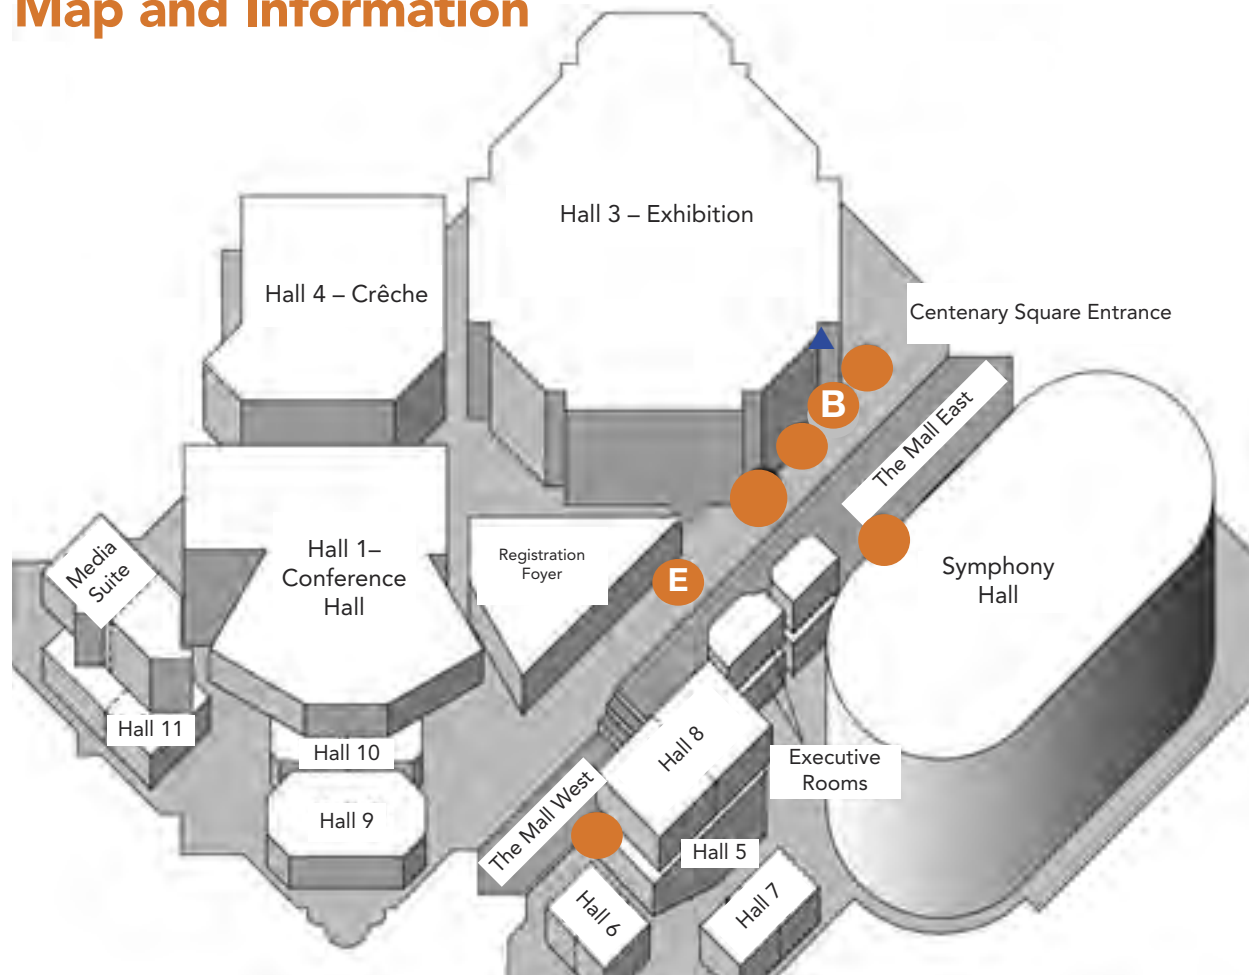 Map and Information
Hall 3 – Exhibition
Hall 4 – Crêche
Centenary Square Entrance
B
The Mall East
Hall 1–
Conference
Hall
Registration
Foyer
E
Media
Suite
Symphony
Hall
Hall 11
Hall 10
Hall 8
Executive
Rooms
Hall 9
The Mall West
Hall 5
Hall 6
Hall 7